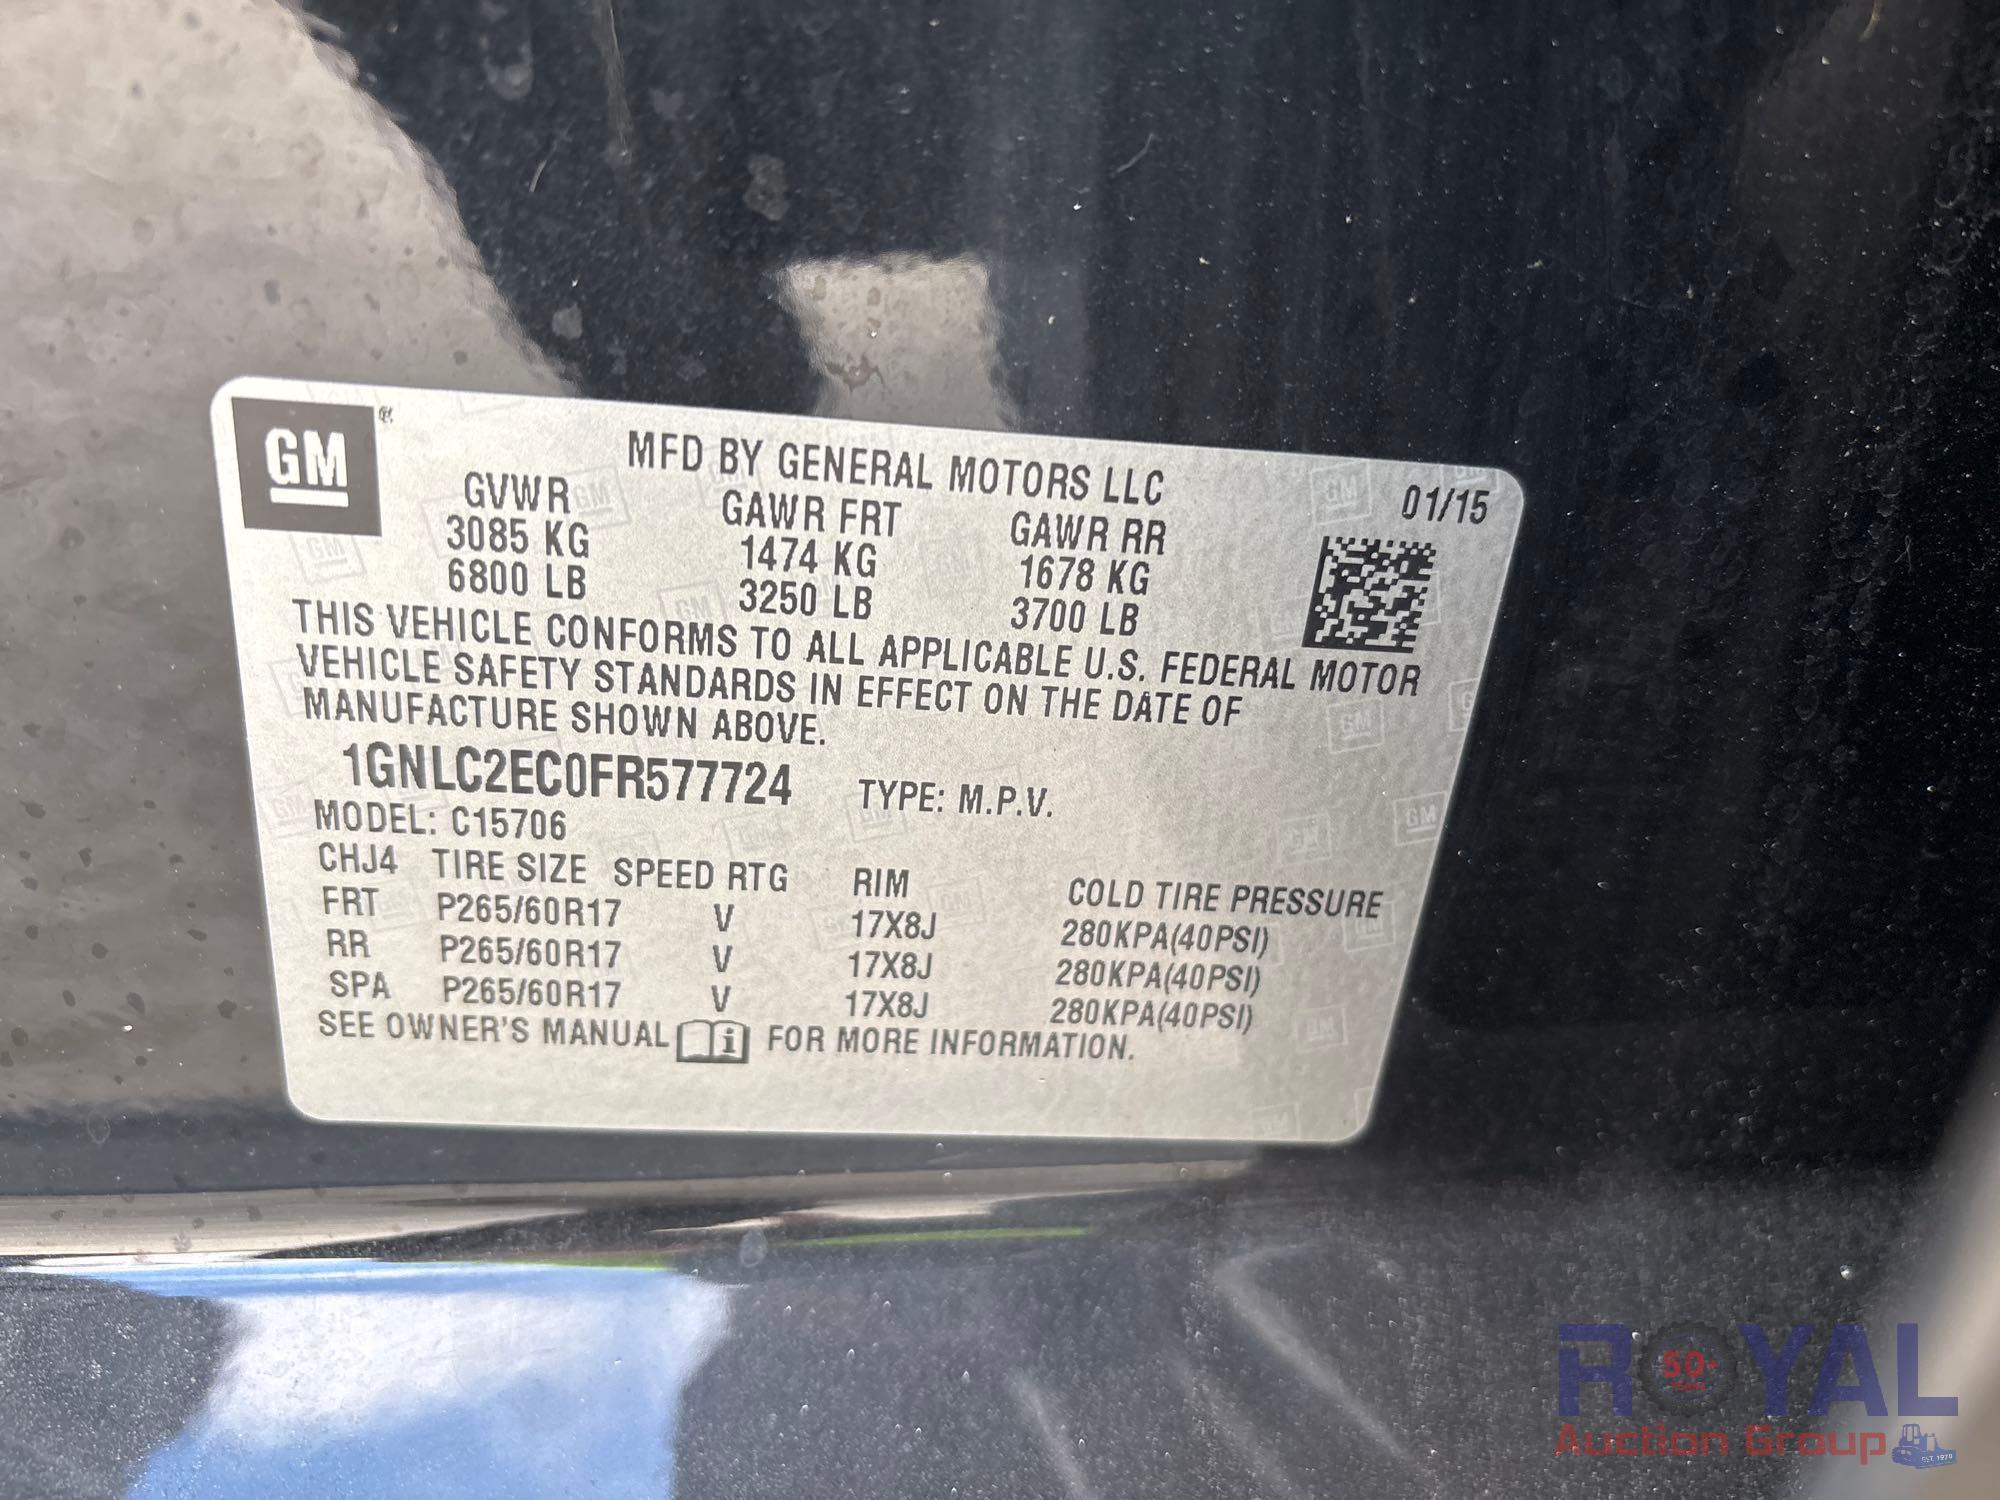 GM
MFD BY GENERAL MOTORS LLC
01/15
GVWR GAWR FRT GAWR RR
3085 KG 1474 KG 1678 KG
6800 LB 3250 LB 3700 LB
THIS VEHICLE CONFORMS TO ALL APPLICABLE U.S. FEDERAL MOTOR
VEHICLE SAFETY STANDARDS IN EFFECT ON THE DATE OF
MANUFACTURE SHOWN ABOVE.
1GNLC2EC0FR577724 TYPE: M.P.V.
MODEL: C15706
CHJ4 TIRE SIZE SPEED RTG RIM COLD TIRE PRESSURE
FRT P265/60R17 V 17X8J 280KPA(40PSI)
RR P265/60R17 V 17X8J 280KPA(40PSI)
SPA P265/60R17 V 17X8J 280KPA(40PSI)
SEE OWNER'S MANUAL i FOR MORE INFORMATION.
ROYAL
50+
YEARS
Auction Group
EST. 1970